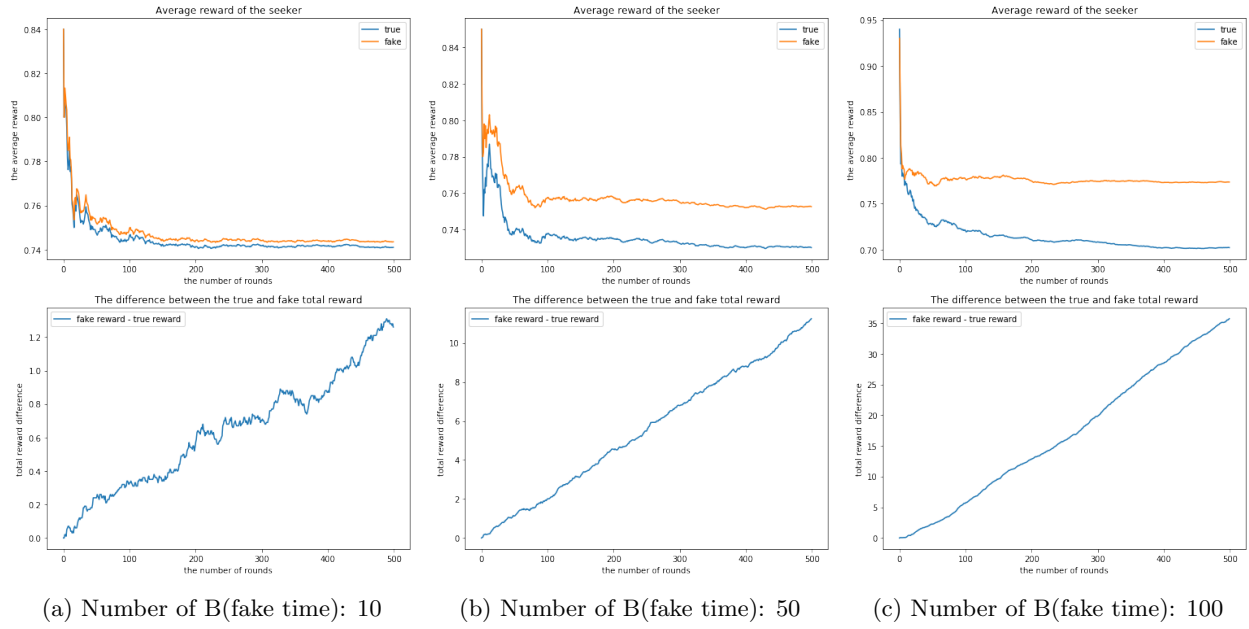 Average reward of the seeker
0.84
0.82
0.80
0.78
0.76
0.74
the average reward
true
fake
0 100 200 300 400 500
the number of rounds
Average reward of the seeker
0.84
0.82
0.80
0.78
0.76
0.74
the average reward
true
fake
0 100 200 300 400 500
the number of rounds
Average reward of the seeker
0.95
0.90
0.85
0.80
0.75
0.70
the average reward
true
fake
0 100 200 300 400 500
the number of rounds
The difference between the true and fake total reward
fake reward - true reward
1.2
1.0
0.8
0.6
0.4
0.2
0.0
total reward difference
0 100 200 300 400 500
the number of rounds
The difference between the true and fake total reward
fake reward - true reward
10
8
6
4
2
0
total reward difference
0 100 200 300 400 500
the number of rounds
The difference between the true and fake total reward
fake reward - true reward
35
30
25
20
15
10
5
0
total reward difference
0 100 200 300 400 500
the number of rounds
(a) Number of B(fake time): 10
(b) Number of B(fake time): 50
(c) Number of B(fake time): 100